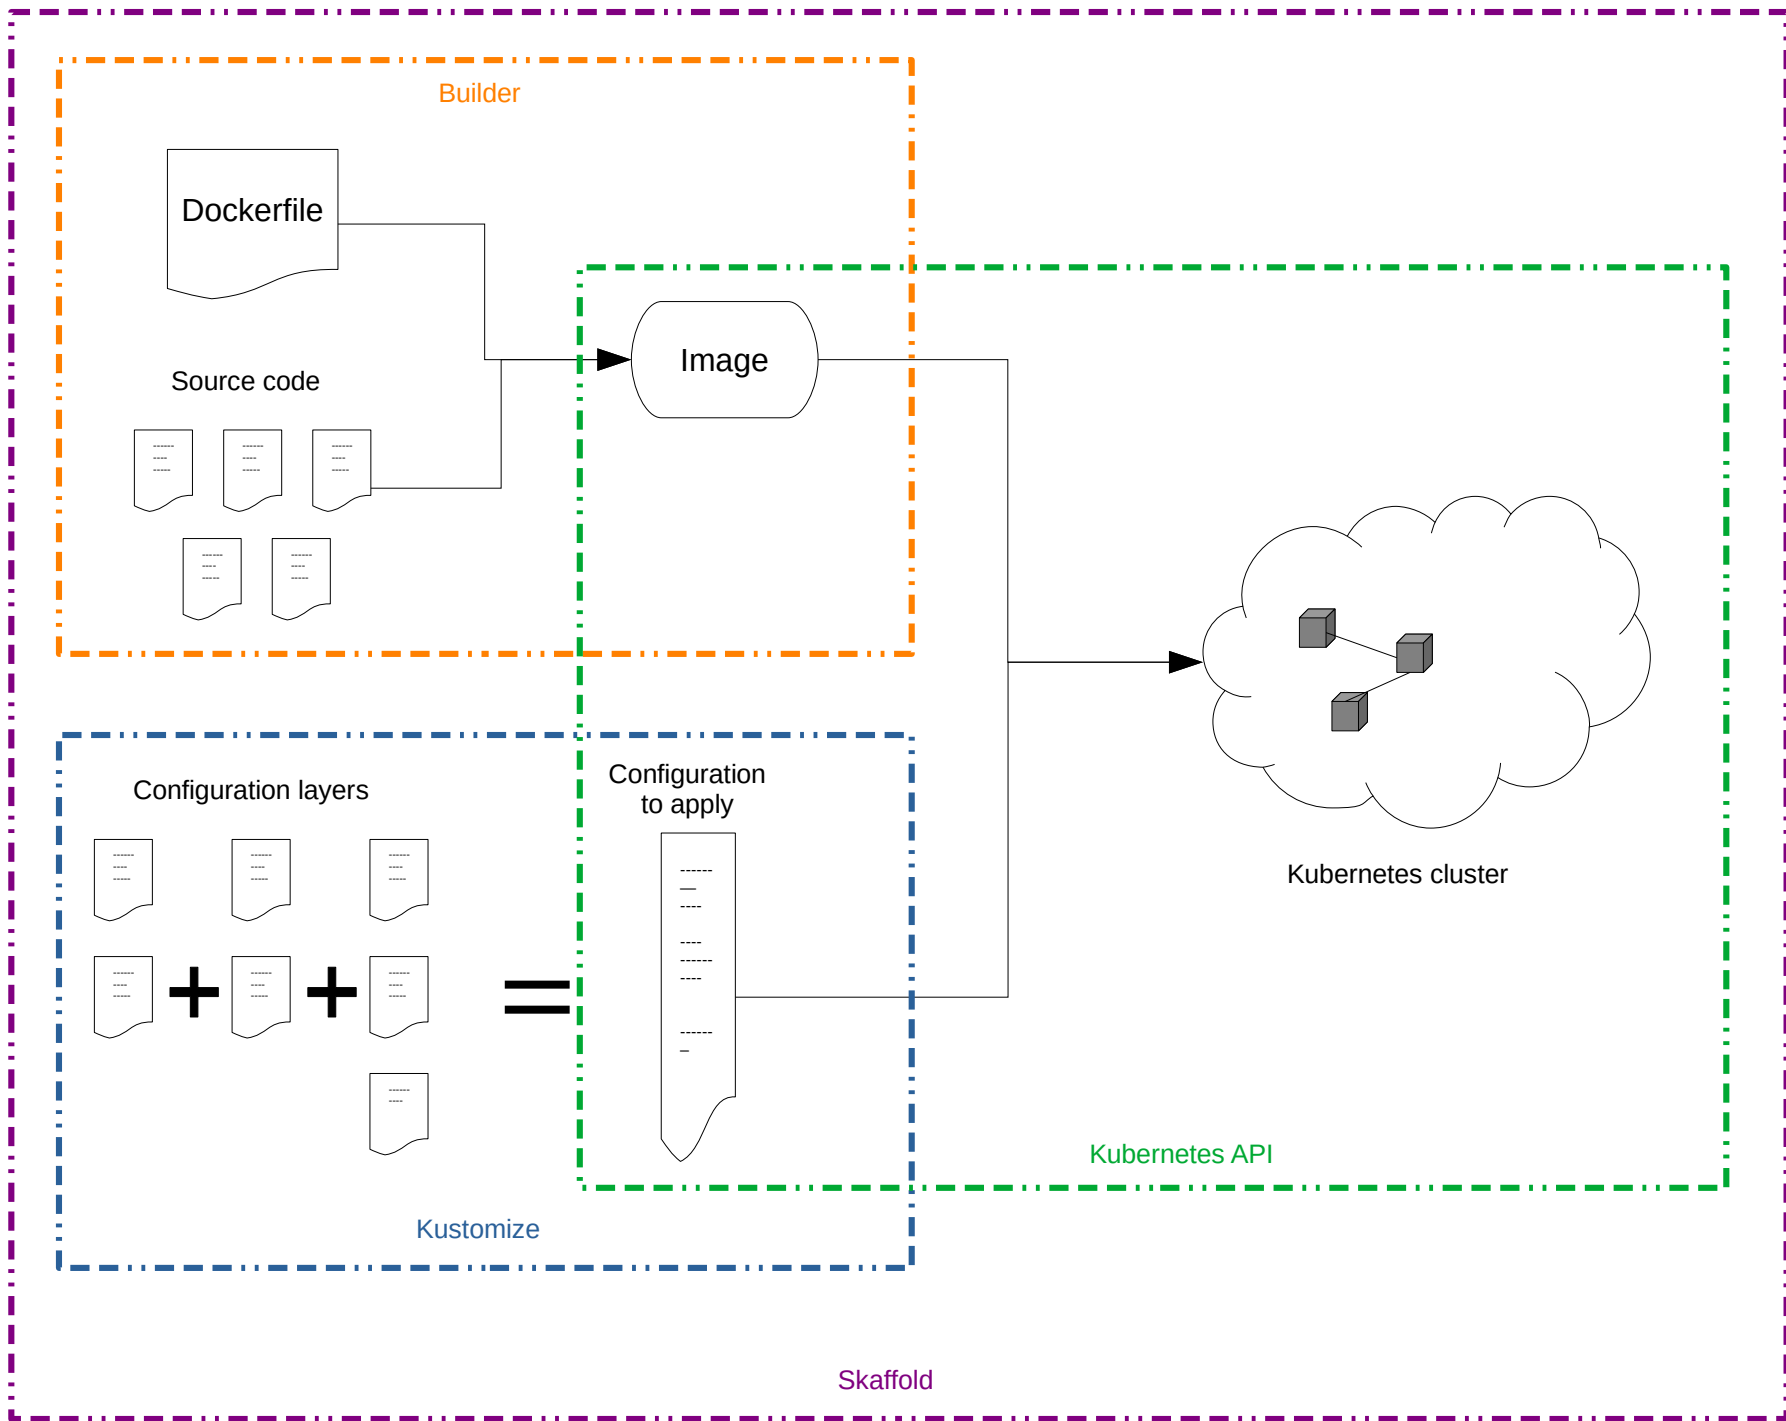 Builder
Dockerfile
Image
Source code
Configuration
to apply
Configuration layers
Kubernetes cluster
Kubernetes API
Kustomize
Skaffold